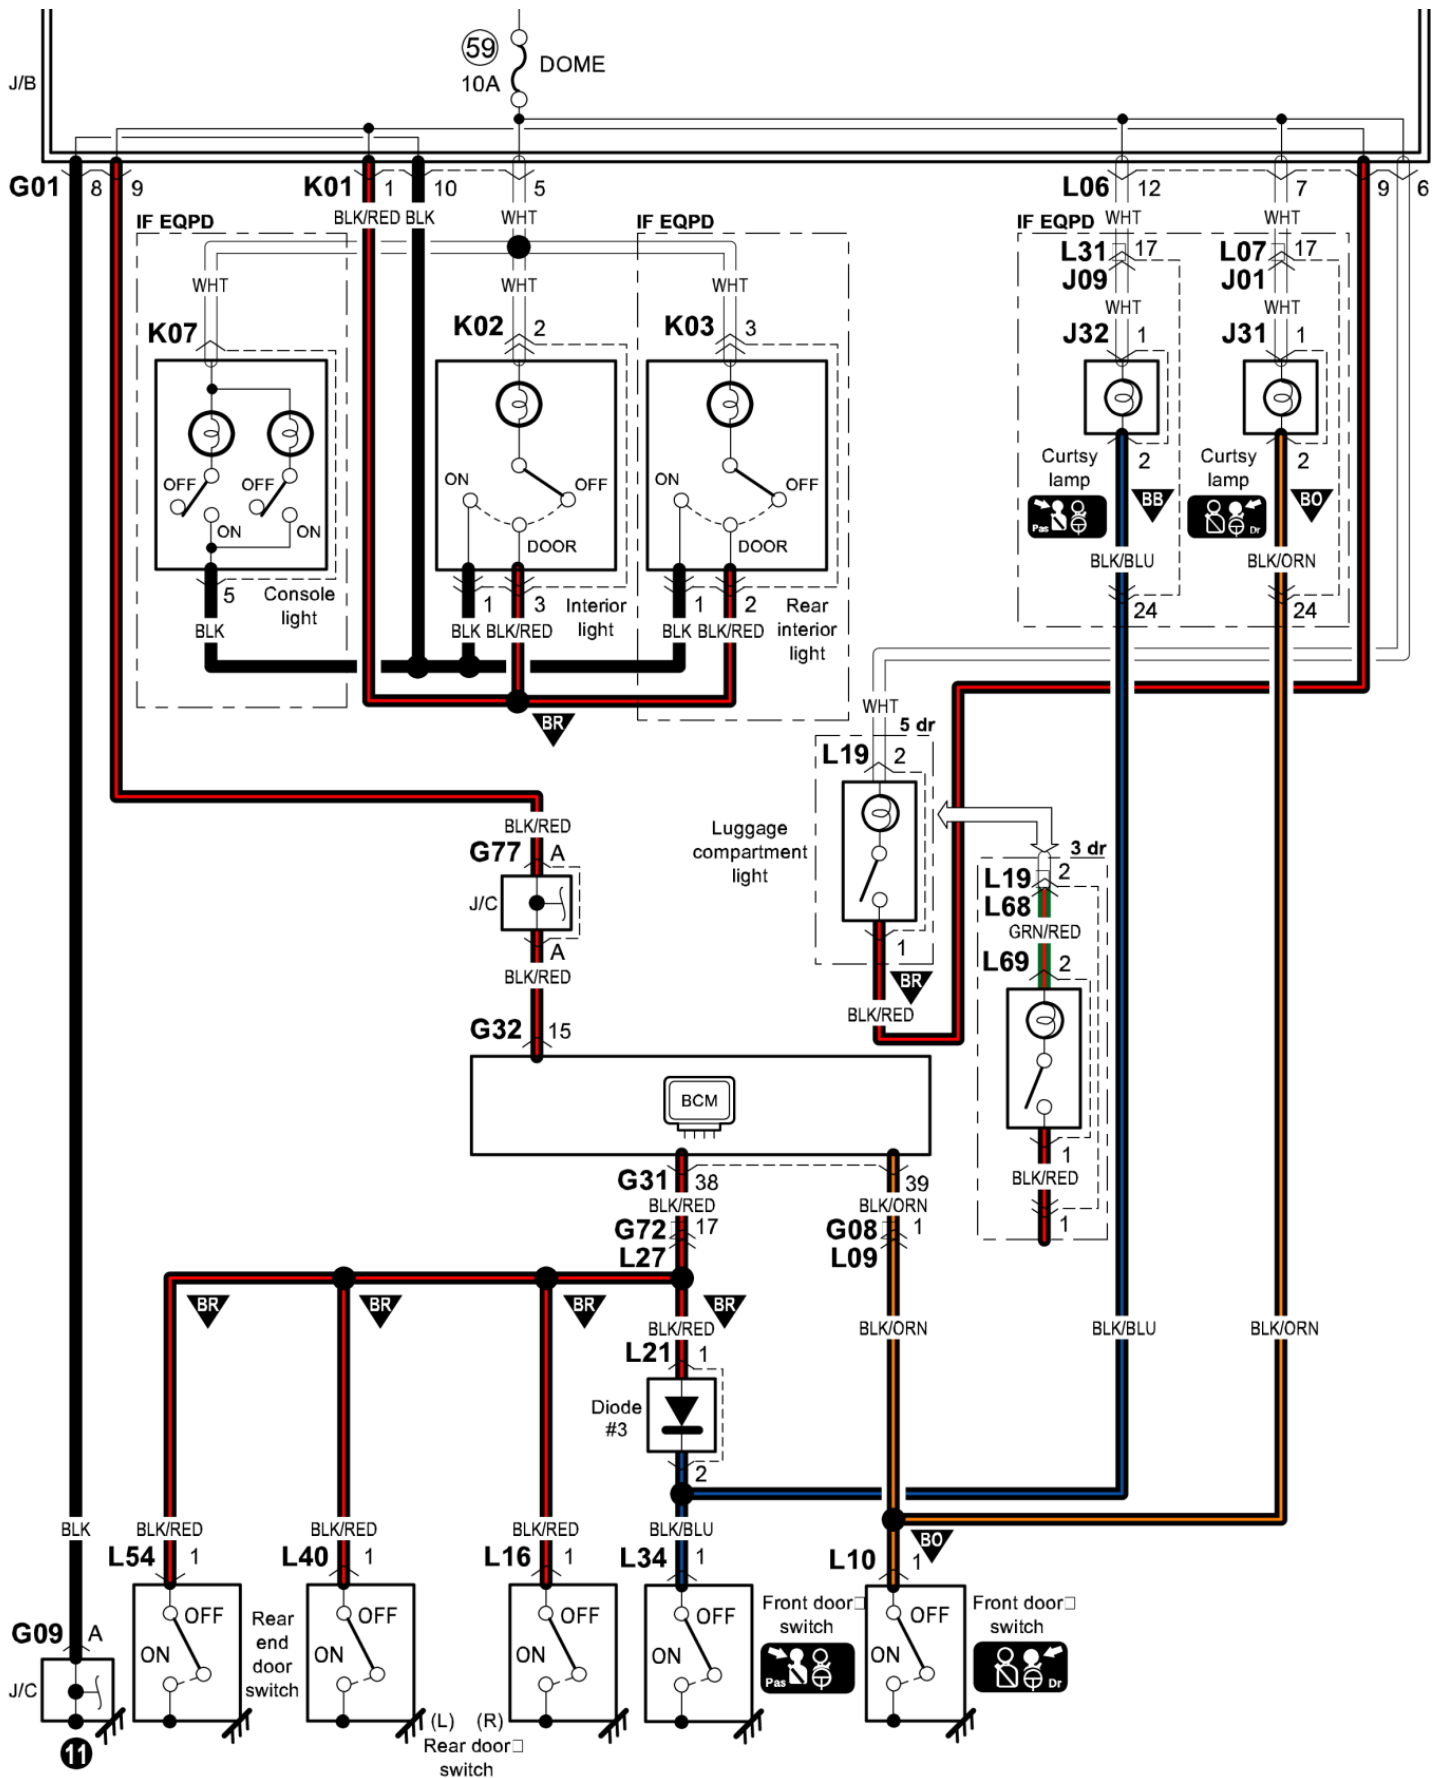 59
10A
DOME
J/B
G01 8 9 K01 1 10 5 L06 12 7 9 6
BLK/RED BLK WHT WHT WHT
IF EQPD IF EQPD IF EQPD
L31 17 L07 17
J09 J01
WHT WHT WHT WHT WHT
K07 K02 2 K03 3 J32 1 J31 1
OFF OFF ON OFF ON OFF
ON ON DOOR DOOR
Curtsy
lamp
Pas
2
BB
Curtsy
lamp
Dr
2
BO
BLK/BLU BLK/ORN
5 Console
light
1 3 Interior
light
1 2 Rear
interior
light
24 24
BLK BLK BLK/RED BLK BLK/RED
BR
WHT
5 dr
L19 2
BLK/RED
G77 A
J/C
A
BLK/RED
Luggage
compartment
light
1
BR
BLK/RED
3 dr
L19 2
L68
GRN/RED
L69 2
G32 15
BCM
1
BLK/RED
1
G31 38 39
BLK/RED BLK/ORN
G72 17 G08 1
L27 L09
BR BR BR BR
BLK/RED BLK/ORN BLK/BLU BLK/ORN
L21 1
Diode
#3
2
BLK BLK/RED BLK/RED BLK/RED BLK/BLU
BO
L54 1 L40 1 L16 1 L34 1 L10 1
G09 A
J/C
11
OFF
ON
Rear
end
door
switch
OFF
ON
(L) (R)
Rear door
switch
OFF
ON
OFF
ON
Front door
switch
Pas
OFF
ON
Front door
switch
Dr